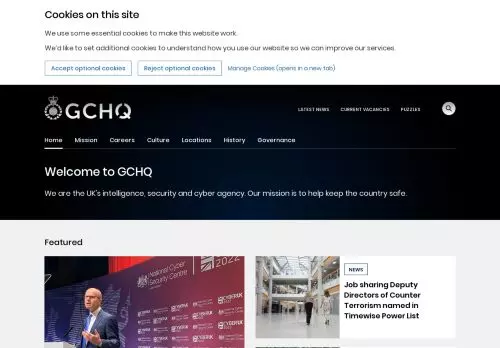 Cookies on this site
We use some essential cookies to make this website work.
We'd like to set additional cookies to understand how you use our website so we can improve our services.
Accept optional cookies
Reject optional cookies
Manage Cookies (opens in a new tab)
GCHQ
LATEST NEWS
CURRENT VACANCIES
PUZZLES
Home
Mission
Careers
Culture
Locations
History
Governance
Welcome to GCHQ
We are the UK's intelligence, security and cyber agency. Our mission is to help keep the country safe.
Featured
National Cyber
Security Centre
2022
CYBERUK
NEWS
Job sharing Deputy
Directors of Counter
Terrorism named in
Timewise Power List